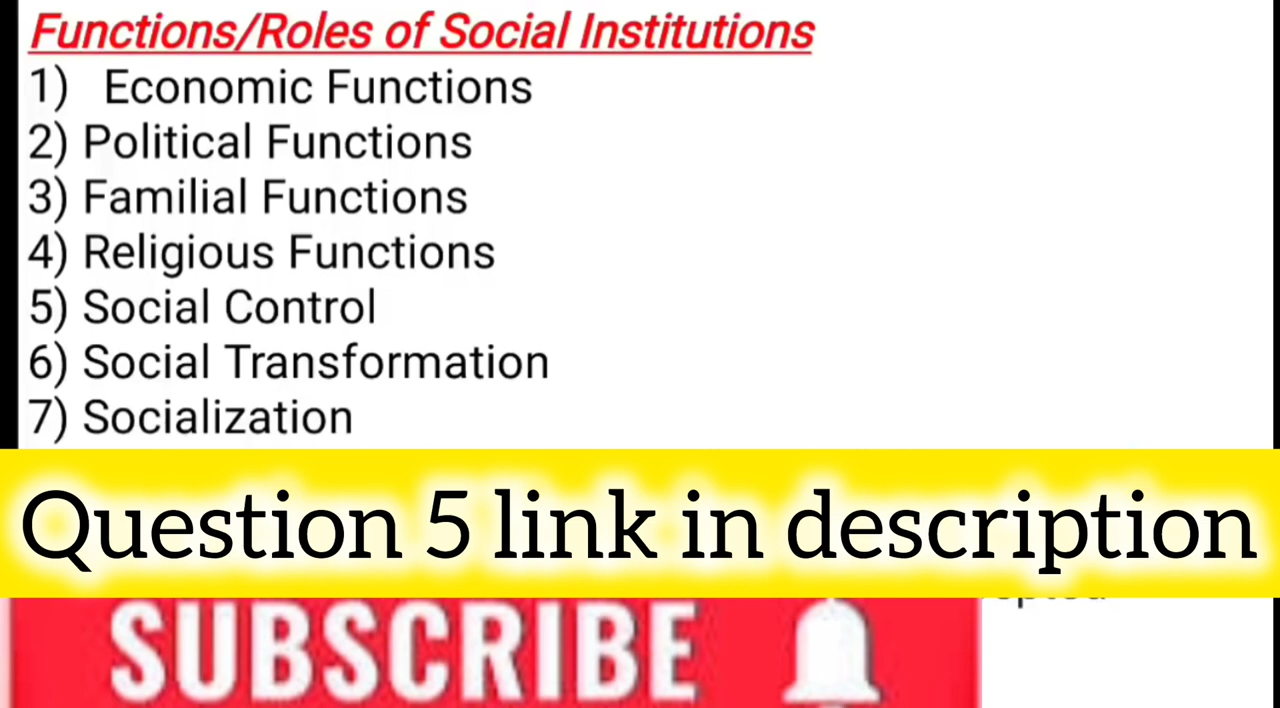 Functions/Roles of Social Institutions
1) Economic Functions
2) Political Functions
3) Familial Functions
4) Religious Functions
5) Social Control
6) Social Transformation
7) Socialization
Question 5 link in description
SUBSCRIBE